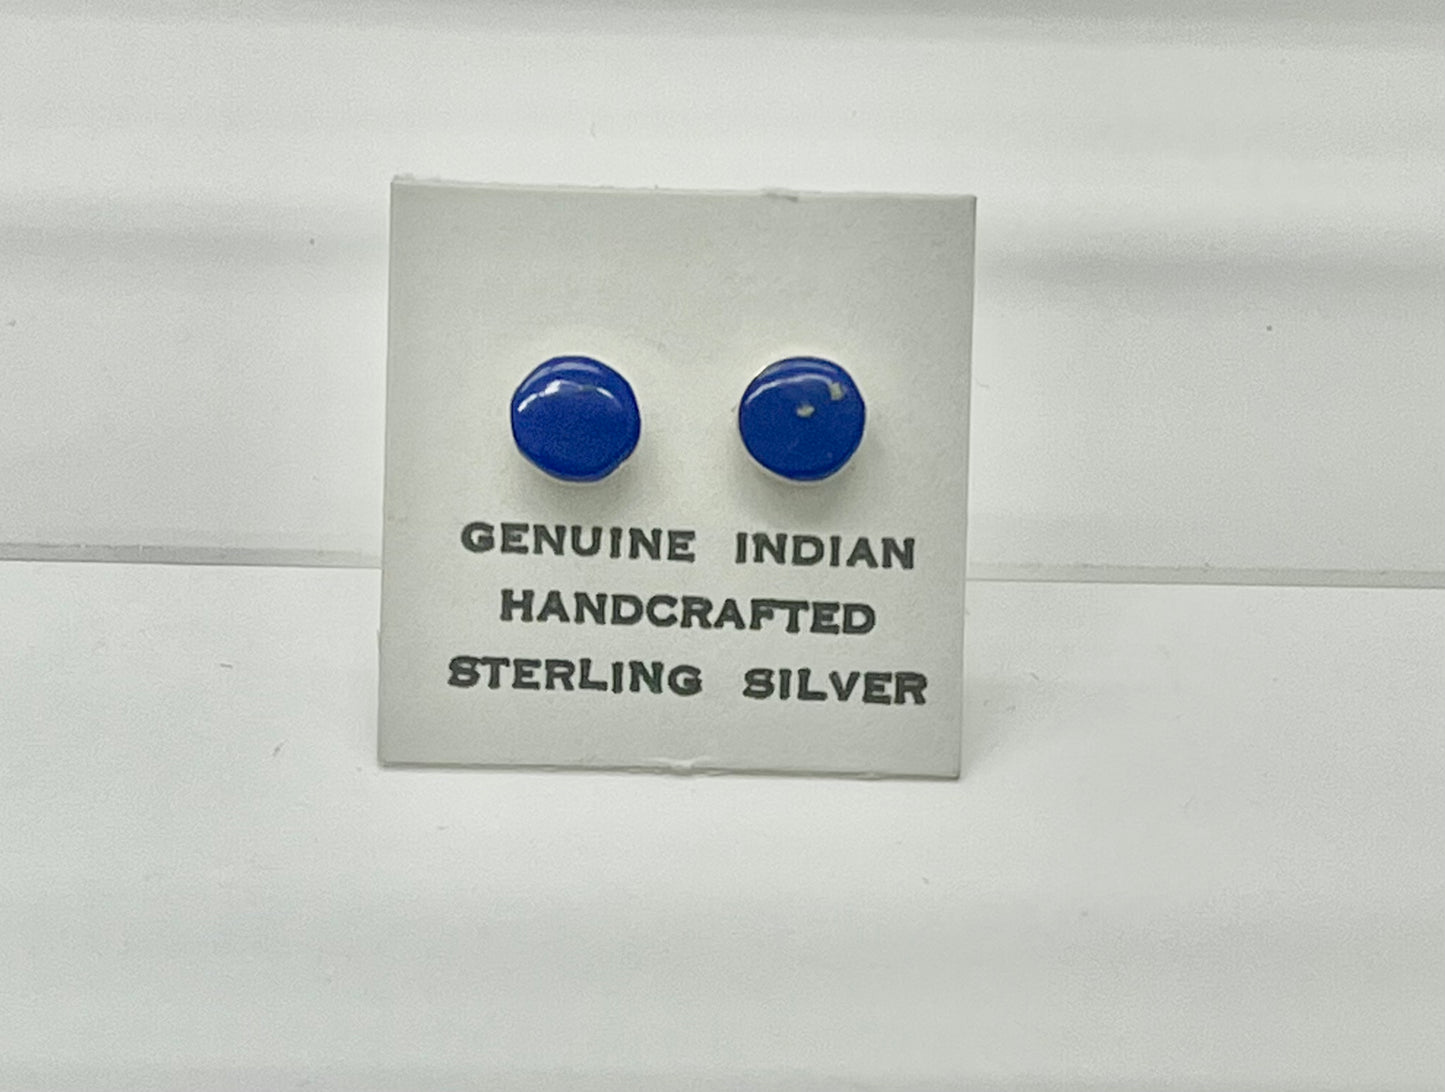 GENUINE INDIAN
HANDCRAFTED
STERLING SILVER